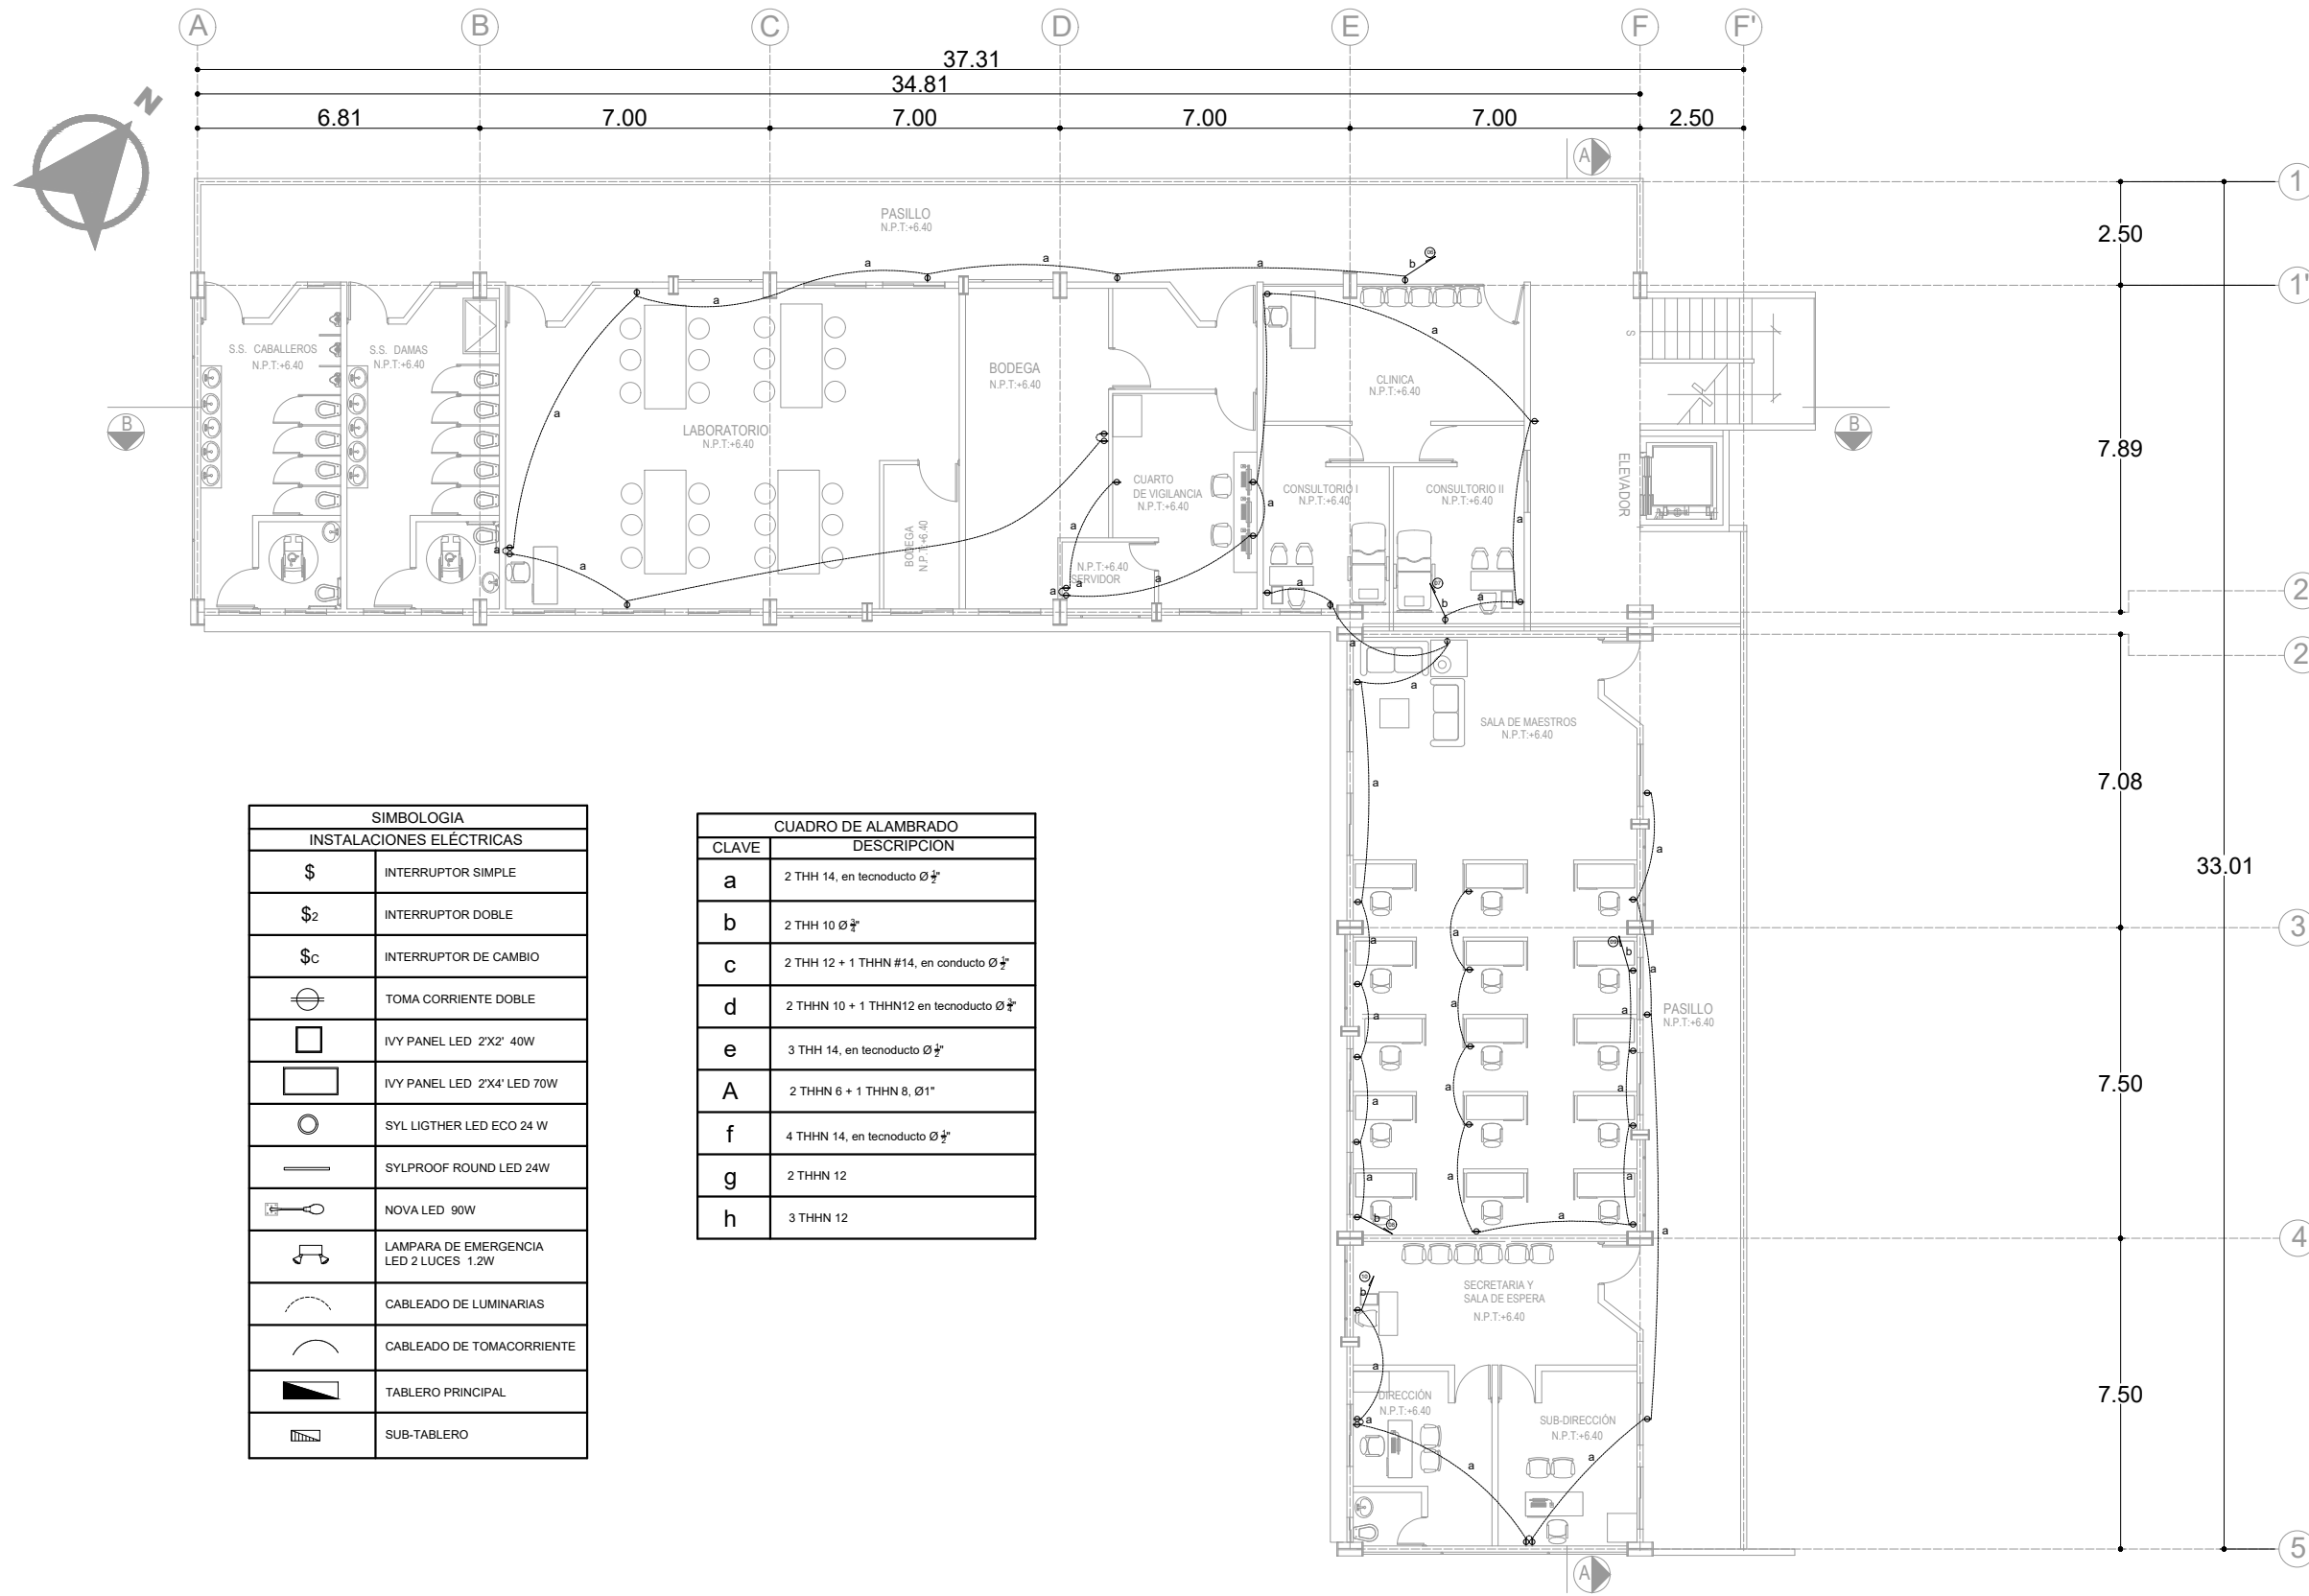 A B C D E F F'
37.31
34.81
6.81 7.00 7.00 7.00 7.00 2.50
N
A
1
PASILLO
N.P.T:+6.40
2.50
a a a b 06
a
1'
S.S. CABALLEROS
N.P.T:+6.40
S.S. DAMAS
N.P.T:+6.40
BODEGA
N.P.T:+6.40
CLINICA
N.P.T:+6.40
S
a
a
a
B
LABORATORIO
N.P.T:+6.40
B
7.89
CUARTO
DE VIGILANCIA
N.P.T:+6.40
CONSULTORIO I
N.P.T:+6.40
CONSULTORIO II
N.P.T:+6.40
ELEVADOR
a
a
a
BODEGA
N.P.T:+6.40
a
a
N.P.T:+6.40
SERVIDOR
a
a
a
a
07
b
a
2
a
a
2
SALA DE MAESTROS
N.P.T:+6.40
7.08
a
a
33.01
3
a
a
09
b
a
a
a
a
PASILLO
N.P.T:+6.40
7.50
a
a
a
a
a
a
b 08
a
a
4
SECRETARIA Y
SALA DE ESPERA
N.P.T:+6.40
10
b
a
7.50
DIRECCIÓN
N.P.T:+6.40
a
SUB-DIRECCIÓN
N.P.T:+6.40
a
a
5
A
SIMBOLOGIA
INSTALACIONES ELÉCTRICAS
$ INTERRUPTOR SIMPLE
$2 INTERRUPTOR DOBLE
$C INTERRUPTOR DE CAMBIO
TOMA CORRIENTE DOBLE
IVY PANEL LED 2'X2' 40W
IVY PANEL LED 2'X4' LED 70W
SYL LIGTHER LED ECO 24 W
SYLPROOF ROUND LED 24W
NOVA LED 90W
LAMPARA DE EMERGENCIA
LED 2 LUCES 1.2W
CABLEADO DE LUMINARIAS
CABLEADO DE TOMACORRIENTE
TABLERO PRINCIPAL
SUB-TABLERO
CUADRO DE ALAMBRADO
CLAVE DESCRIPCION
a 2 THH 14, en tecnoducto Ø ½"
b 2 THH 10 Ø ¾"
c 2 THH 12 + 1 THHN #14, en conducto Ø ½"
d 2 THHN 10 + 1 THHN12 en tecnoducto Ø ¾"
e 3 THH 14, en tecnoducto Ø ½"
A 2 THHN 6 + 1 THHN 8, Ø1"
f 4 THHN 14, en tecnoducto Ø ½"
g 2 THHN 12
h 3 THHN 12